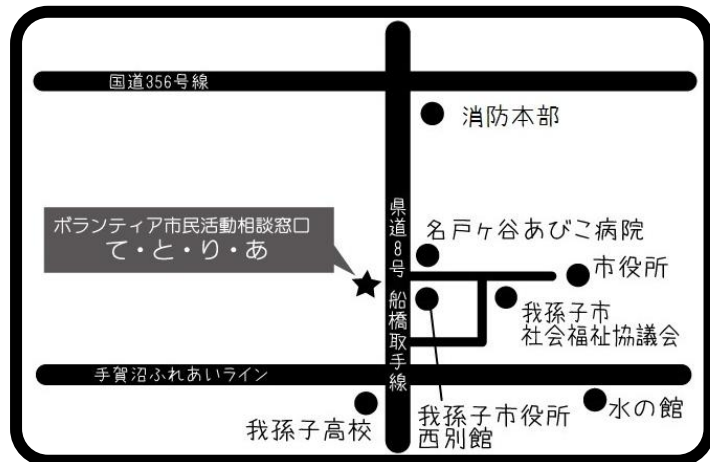 国道356号線
消防本部
ボランティア市民活動相談窓口
て・と・り・あ
県道8号 船橋取手線
名戸ヶ谷あびこ病院
市役所
我孫子市
社会福祉協議会
手賀沼ふれあいライン
我孫子高校
我孫子市役所
西別館
水の館